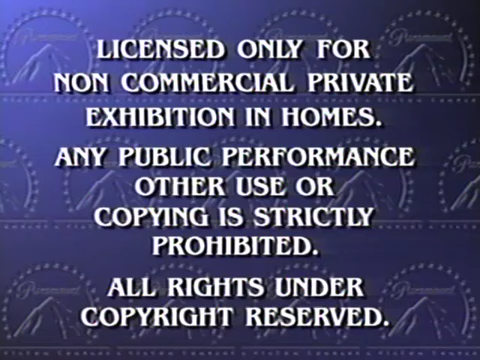 LICENSED ONLY FOR
NON COMMERCIAL PRIVATE
EXHIBITION IN HOMES.
ANY PUBLIC PERFORMANCE
OTHER USE OR
COPYING IS STRICTLY
PROHIBITED.
ALL RIGHTS UNDER
COPYRIGHT RESERVED.